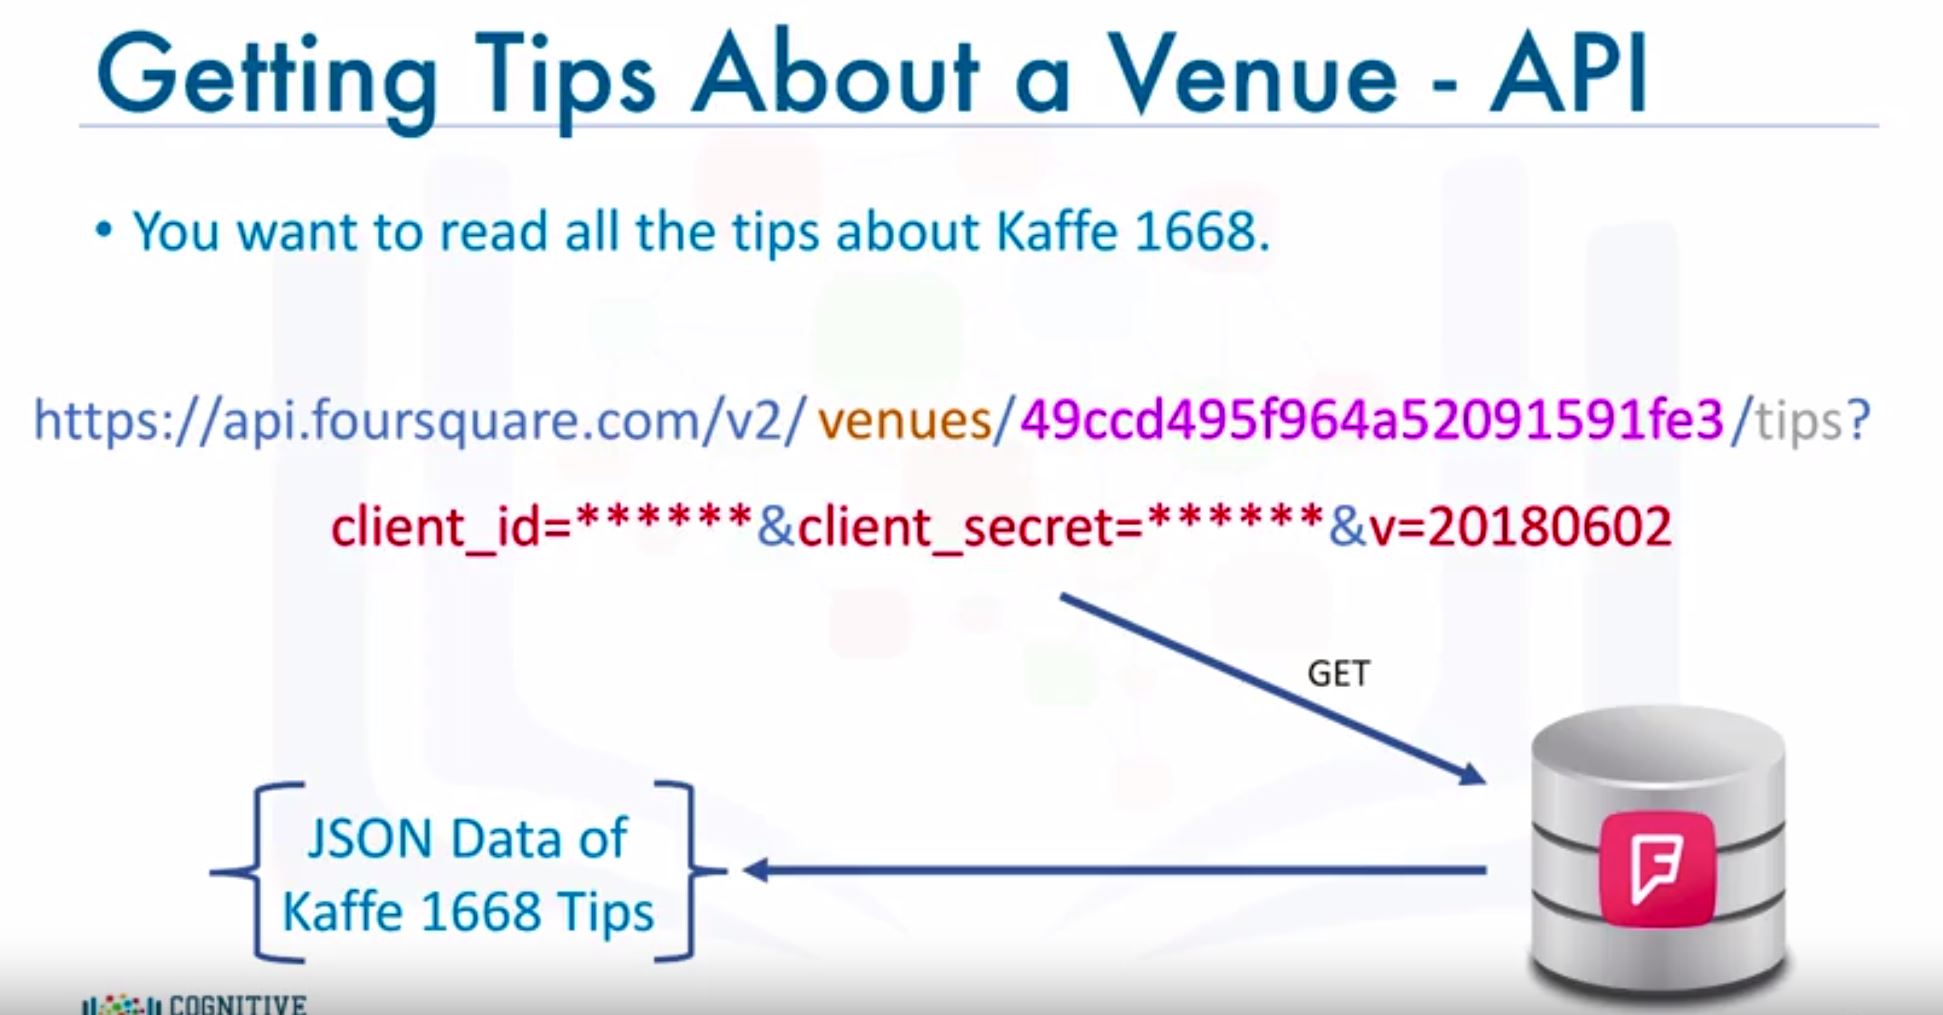 Getting Tips About a Venue - API
• You want to read all the tips about Kaffe 1668.
https://api.foursquare.com/v2/ venues/49ccd495f964a52091591fe3/tips?
client_id=******&client_secret=******&v=20180602
GET
JSON Data of
Kaffe 1668 Tips
COGNITIVE